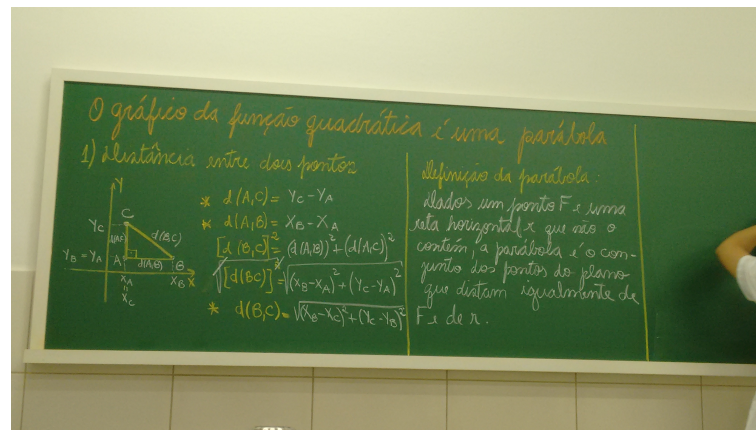 O gráfico da função quadrática é uma parábola
1) Distância entre dois pontos
Y
YC
C
d(A,C)
d(B,C)
YB = YA
A
d(A,B)
B
XA
XB
X
XC
* d(A,C) = YC - YA
* d(A,B) = XB - XA
[d(B,C)]² = (d(A,B))² + (d(A,C))²
√[d(BC)]² = √(XB-XA)² + (YC-YA)²
* d(B,C) = √(XB-XC)² + (YC-YB)²
Definição da parábola:
Dados um ponto F e uma
reta horizontal r que não o
contém, a parábola é o con-
junto dos pontos do plano
que distam igualmente de
F e de r.